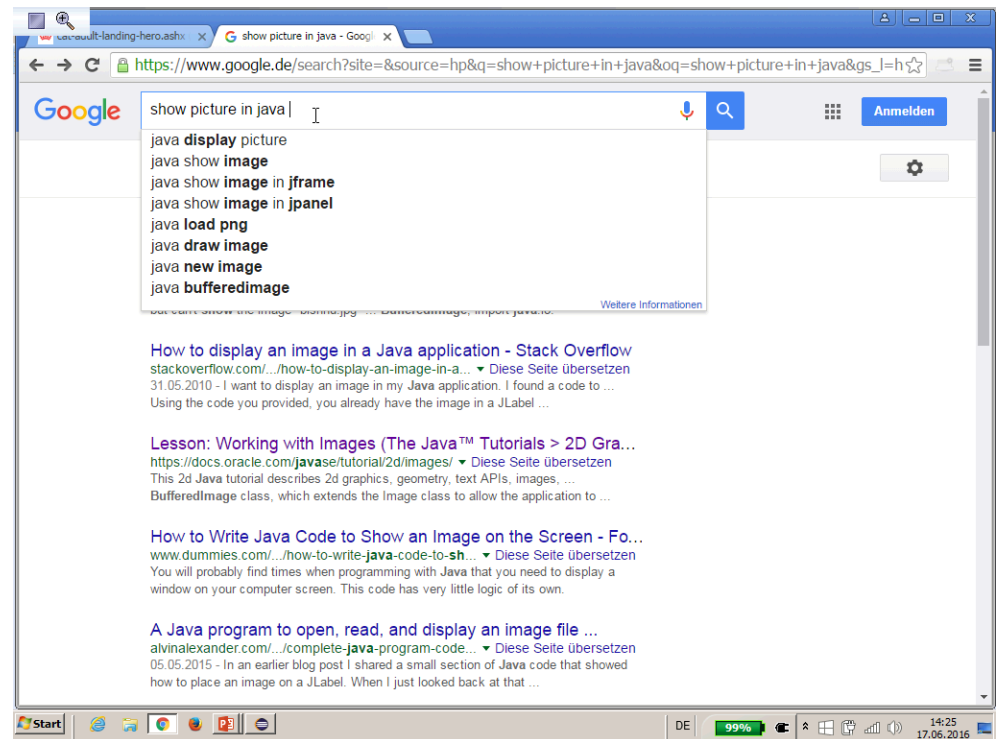 cat-adult-landing-hero.ashx
show picture in java - Goog
https://www.google.de/search?site=&source=hp&q=show+picture+in+java&oq=show+picture+in+java&gs_l=h
Google
show picture in java
Anmelden
java display picture
java show image
java show image in jframe
java show image in jpanel
java load png
java draw image
java new image
java bufferedimage
Weitere Informationen
but can't show the image "bishnu.jpg" ... BufferedImage; import java.io.
How to display an image in a Java application - Stack Overflow
stackoverflow.com/.../how-to-display-an-image-in-a... ▾ Diese Seite übersetzen
31.05.2010 - I want to display an image in my Java application. I found a code to ...
Using the code you provided, you already have the image in a JLabel ...
Lesson: Working with Images (The Java™ Tutorials > 2D Gra...
https://docs.oracle.com/javase/tutorial/2d/images/ ▾ Diese Seite übersetzen
This 2d Java tutorial describes 2d graphics, geometry, text APIs, images, ...
BufferedImage class, which extends the Image class to allow the application to ...
How to Write Java Code to Show an Image on the Screen - Fo...
www.dummies.com/.../how-to-write-java-code-to-sh... ▾ Diese Seite übersetzen
You will probably find times when programming with Java that you need to display a
window on your computer screen. This code has very little logic of its own.
A Java program to open, read, and display an image file ...
alvinalexander.com/.../complete-java-program-code... ▾ Diese Seite übersetzen
05.05.2015 - In an earlier blog post I shared a small section of Java code that showed
how to place an image on a JLabel. When I just looked back at that ...
Start
DE
99%
14:25
17.06.2016